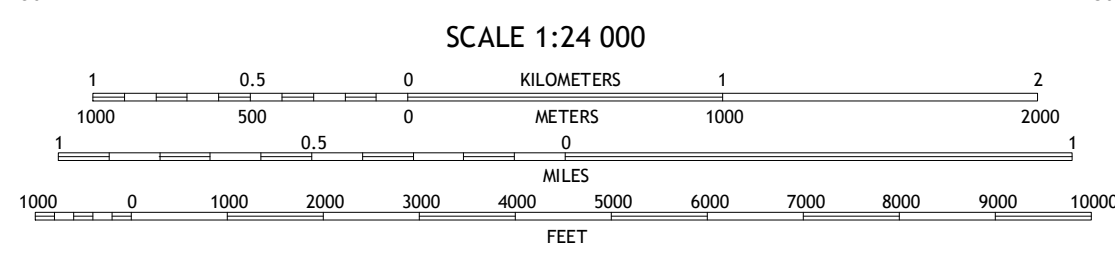 SCALE 1:24 000
1 0.5 0 KILOMETERS 1 2
1000 500 0 METERS 1000 2000
1 0.5 0 1
MILES
1000 0 1000 2000 3000 4000 5000 6000 7000 8000 9000 10000
FEET